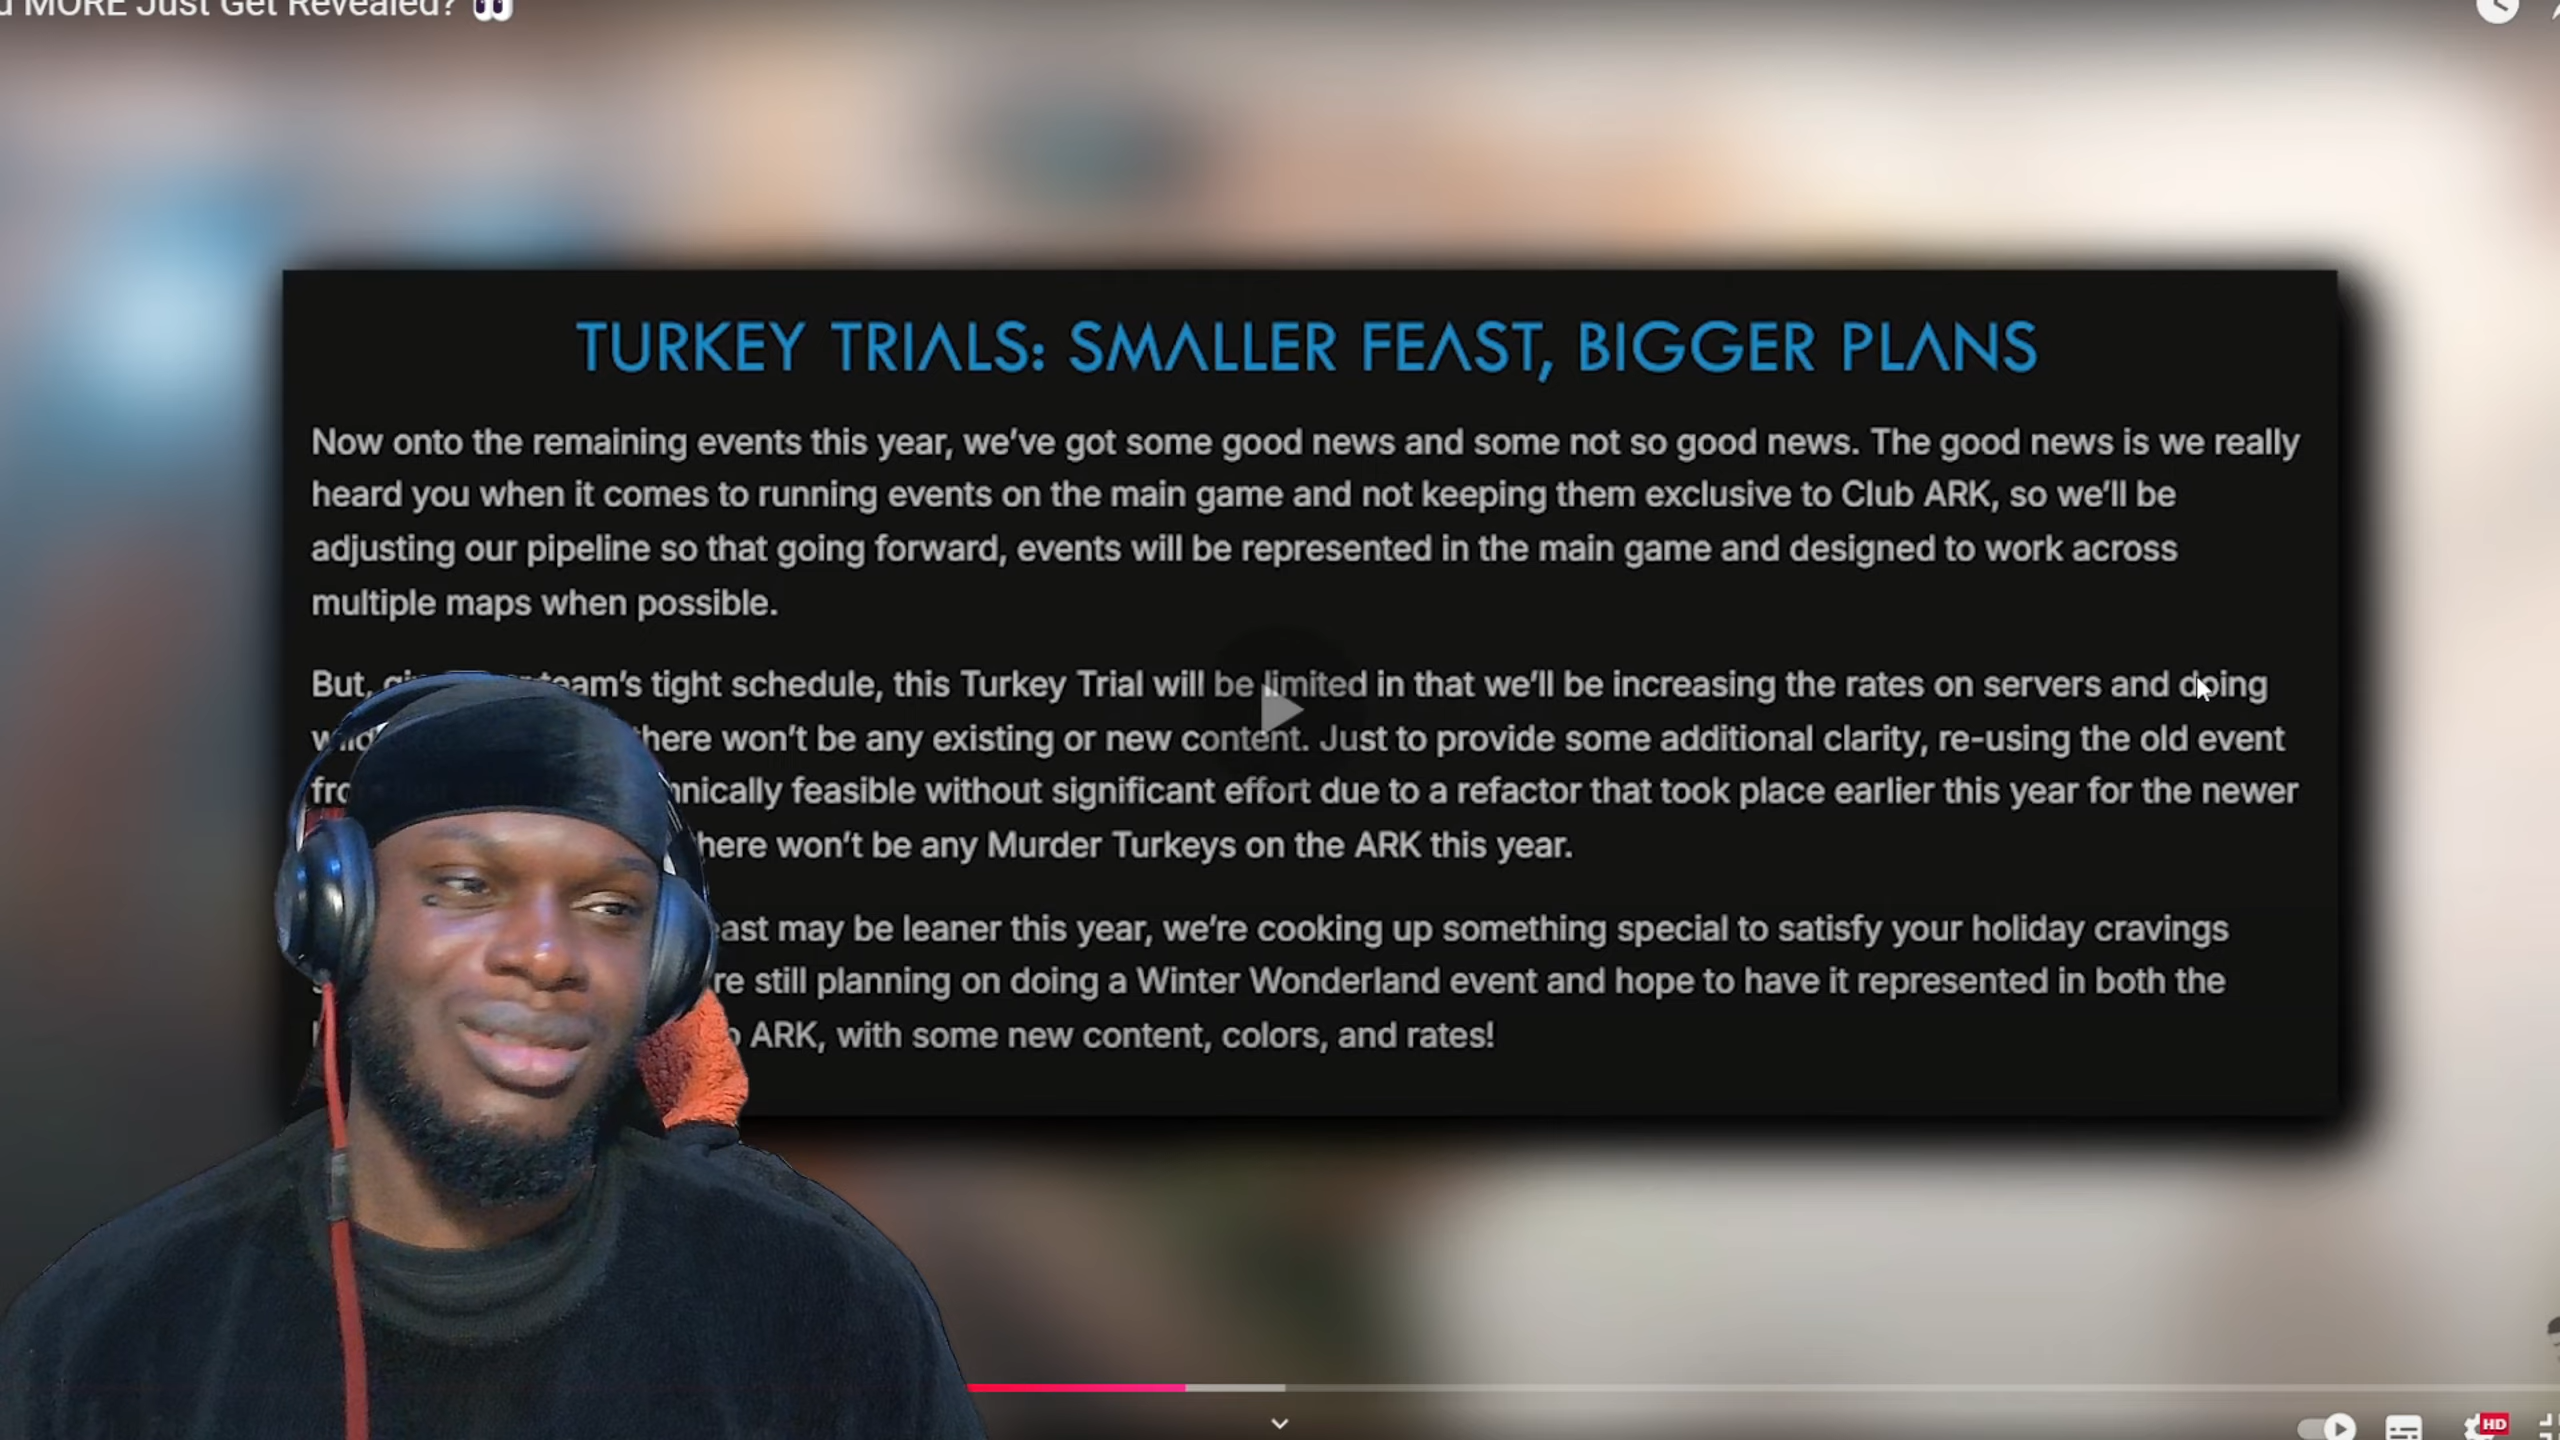 MORE Just Get Revealed?
TURKEY TRIALS: SMALLER FEAST, BIGGER PLANS
Now onto the remaining events this year, we've got some good news and some not so good news. The good news is we really
heard you when it comes to running events on the main game and not keeping them exclusive to Club ARK, so we'll be
adjusting our pipeline so that going forward, events will be represented in the main game and designed to work across
multiple maps when possible.
But, team's tight schedule, this Turkey Trial will be limited in that we'll be increasing the rates on servers and doing
there won't be any existing or new content. Just to provide some additional clarity, re-using the old event
feasible without significant effort due to a refactor that took place earlier this year for the newer
here won't be any Murder Turkeys on the ARK this year.
may be leaner this year, we're cooking up something special to satisfy your holiday cravings
still planning on doing a Winter Wonderland event and hope to have it represented in both the
ARK, with some new content, colors, and rates!
HD